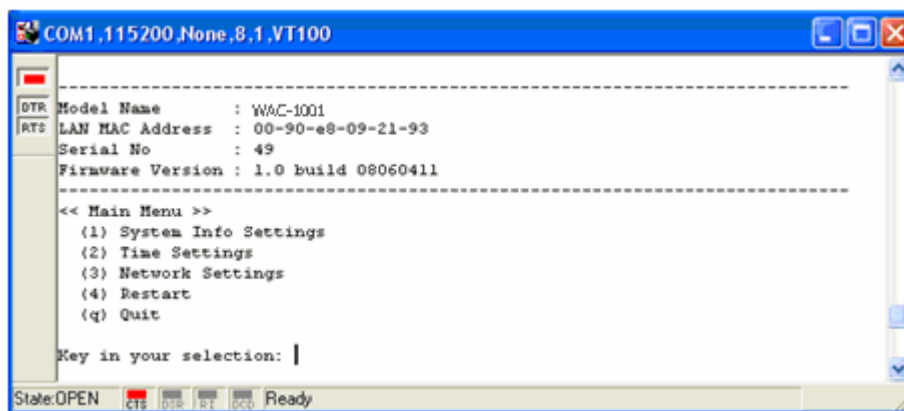 COM1,115200,None,8,1,VT100
--------------------------------------------------------------------------------
DTR
RTS
Model Name : WAC-1001
LAN MAC Address : 00-90-e8-09-21-93
Serial No : 49
Firmware Version : 1.0 build 08060411
--------------------------------------------------------------------------------
<< Main Menu >>
(1) System Info Settings
(2) Time Settings
(3) Network Settings
(4) Restart
(q) Quit
Key in your selection:
State:OPEN CTS DSR RI DCD Ready